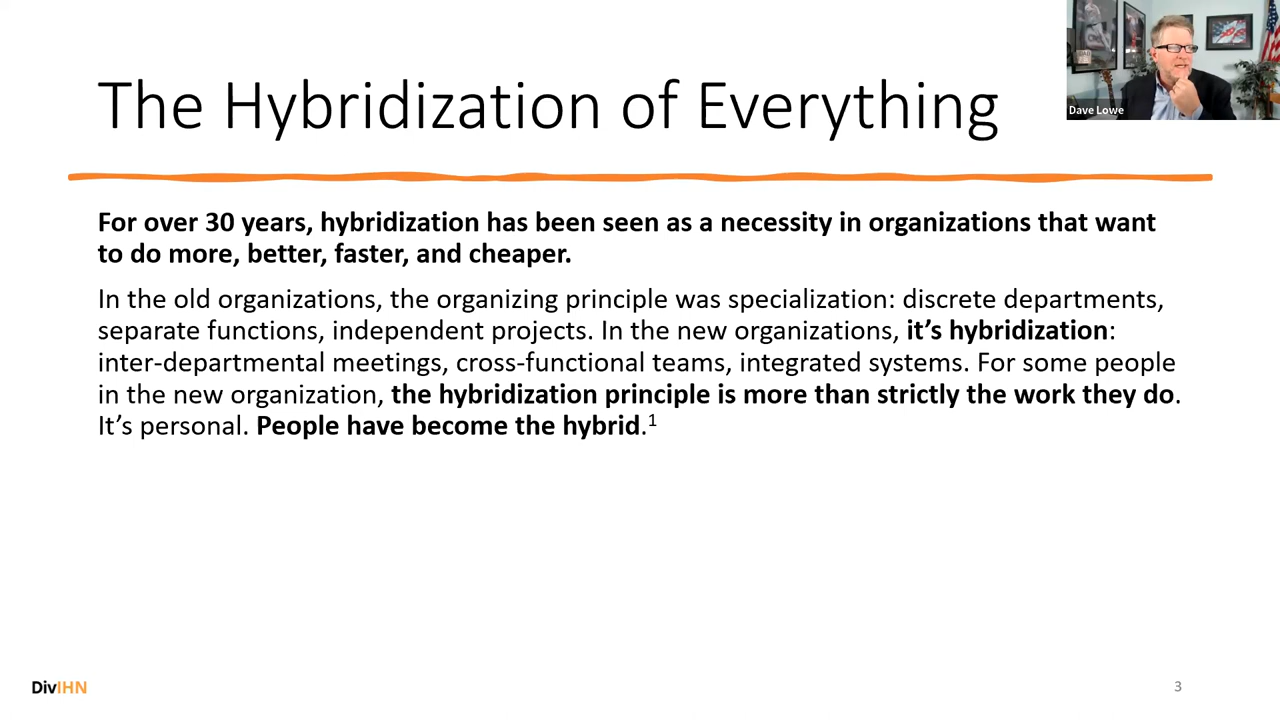 The Hybridization of Everything
Dave Lowe
For over 30 years, hybridization has been seen as a necessity in organizations that want
to do more, better, faster, and cheaper.
In the old organizations, the organizing principle was specialization: discrete departments,
separate functions, independent projects. In the new organizations, it’s hybridization:
inter-departmental meetings, cross-functional teams, integrated systems. For some people
in the new organization, the hybridization principle is more than strictly the work they do.
It’s personal. People have become the hybrid.¹
DivIHN
3